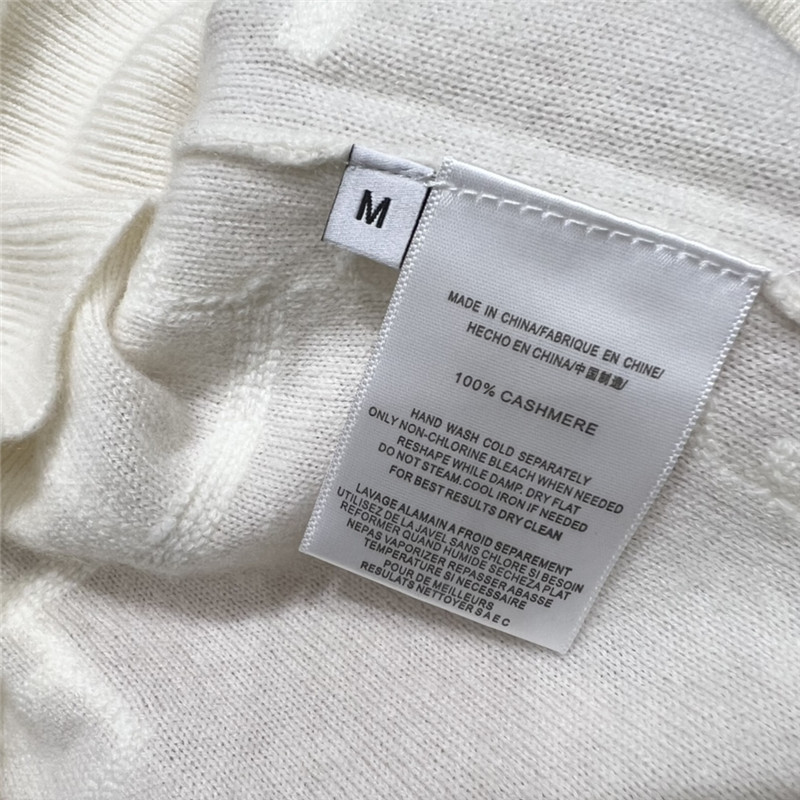 M
MADE IN CHINA/FABRIQUE EN CHINE/
HECHO EN CHINA/中国制造/
100% CASHMERE
HAND WASH COLD SEPARATELY
ONLY NON-CHLORINE BLEACH WHEN NEEDED
RESHAPE WHILE DAMP. DRY FLAT
DO NOT STEAM.COOL IRON IF NEEDED
FOR BEST RESULTS DRY CLEAN
LAVAGE ALAMAIN A FROID SEPAREMENT
UTILISEZ DE LA JAVEL SANS CHLORE SI BESOIN
REFORMER QUAND HUMIDE SECHEZA PLAT
NEPAS VAPORIZER REPASSER ABASSE
TEMPERATURE SI NECESSAIRE
POUR DE MEILLEURS
RESULATS NETTOYER S A E C